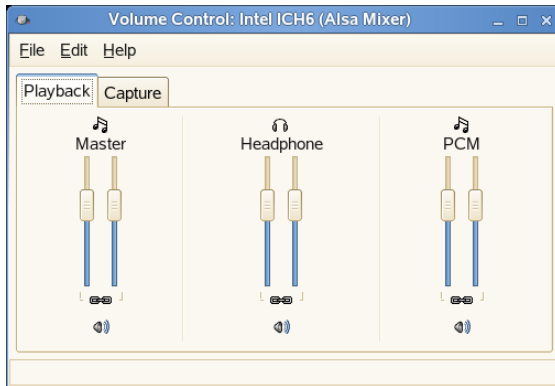 Volume Control: Intel ICH6 (Alsa Mixer)
File Edit Help
Playback Capture
Master Headphone PCM